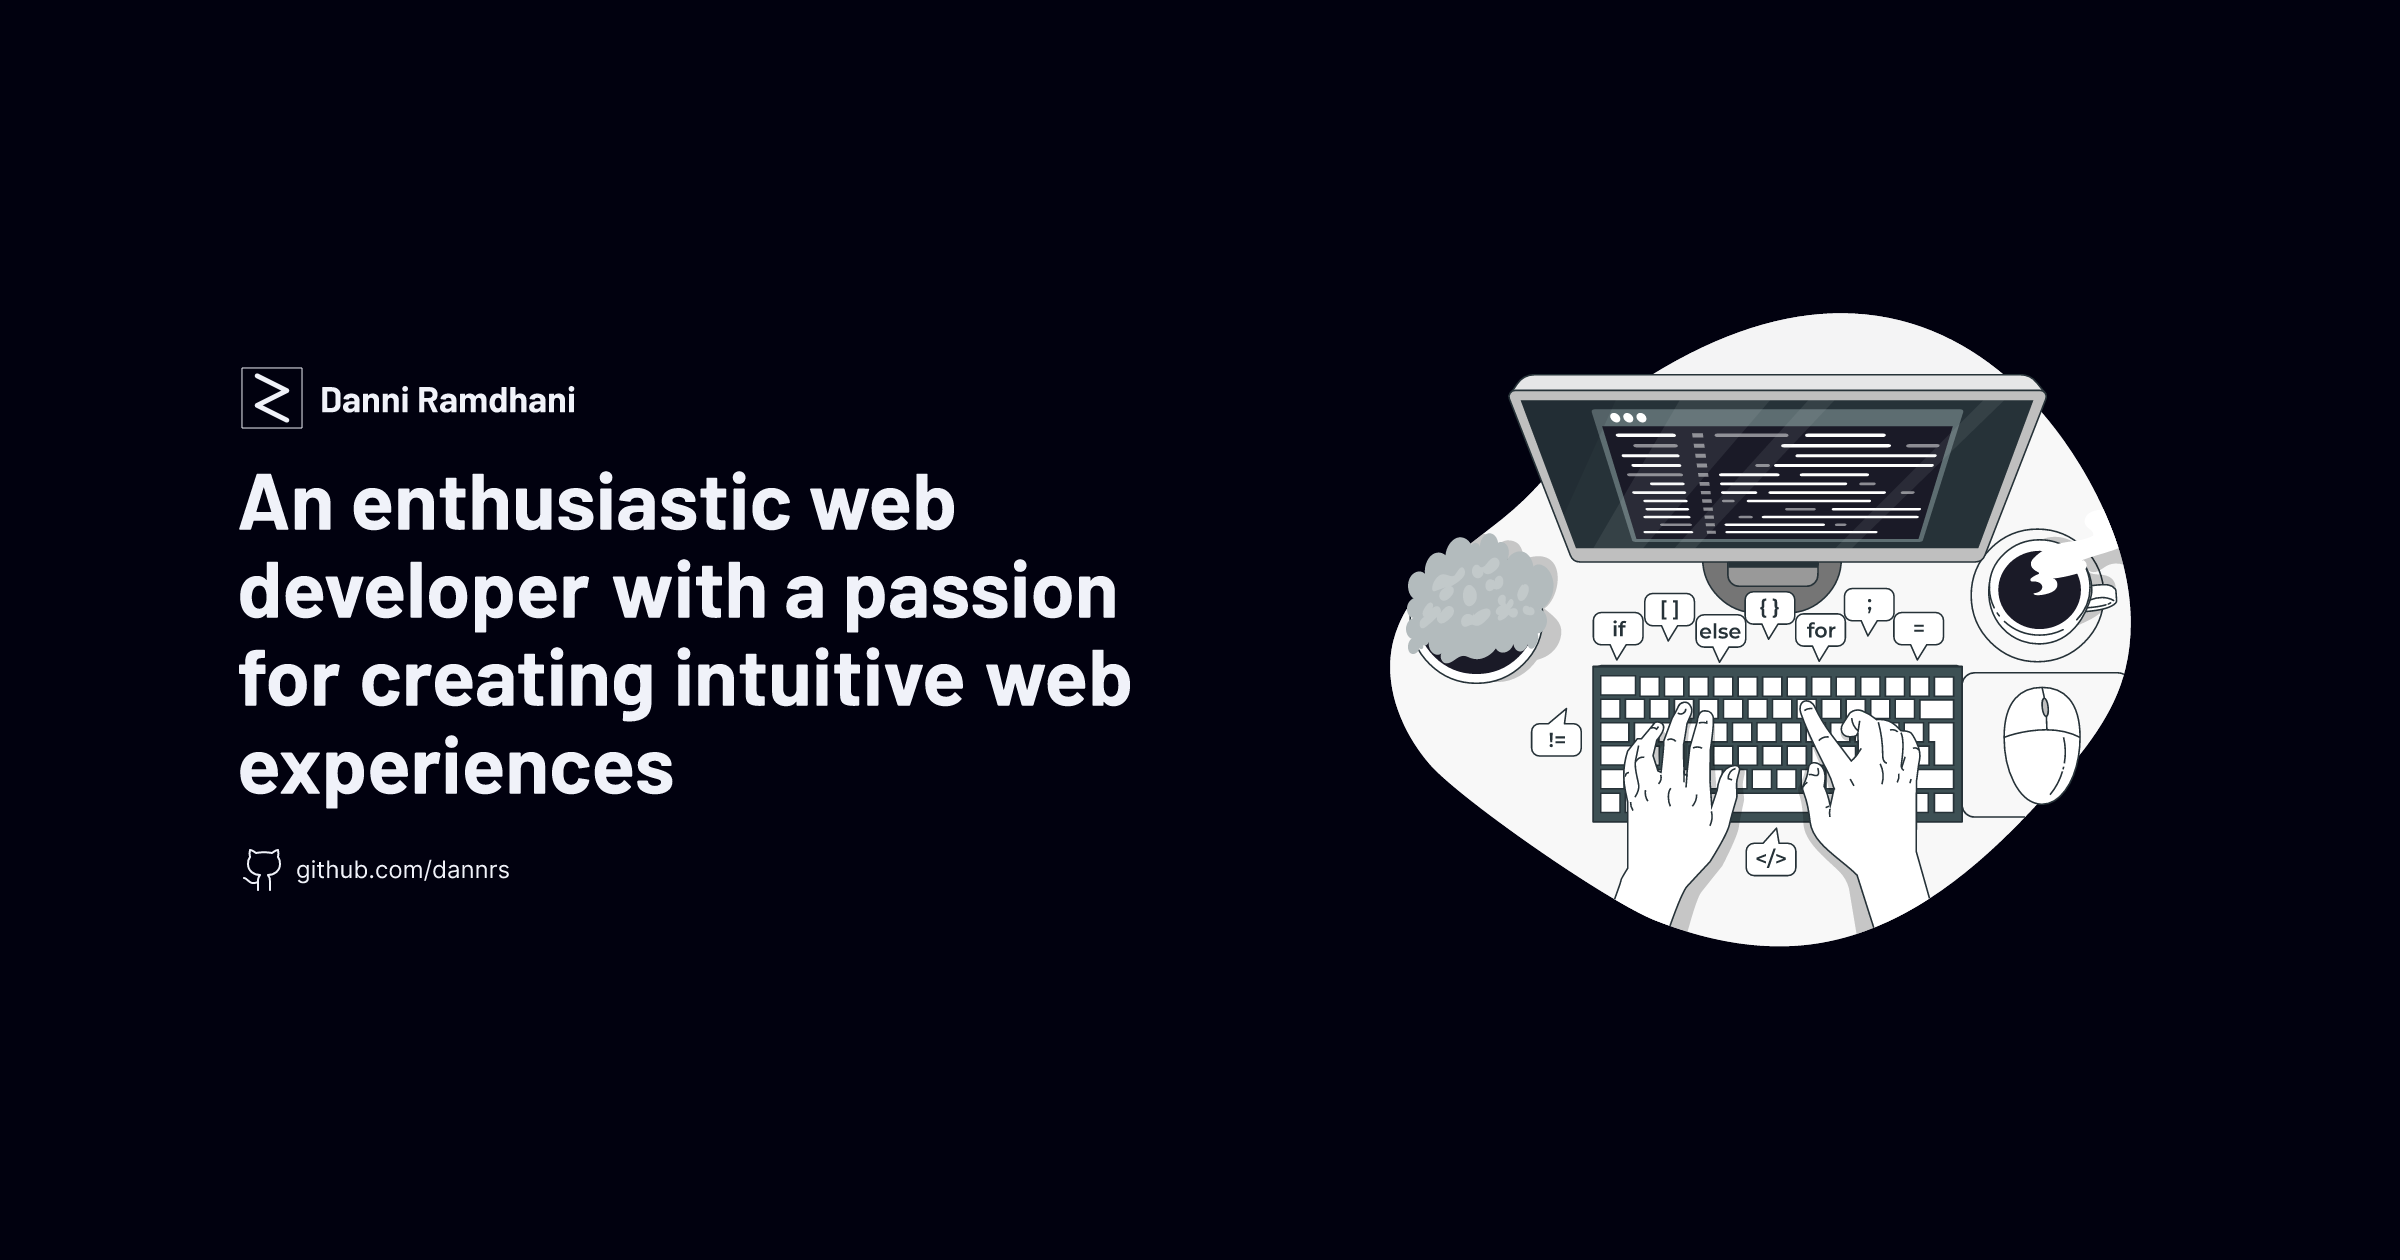 Danni Ramdhani
An enthusiastic web
developer with a passion
for creating intuitive web
experiences
github.com/dannrs
[ ]
{ }
;
if
else
for
=
!=
</>